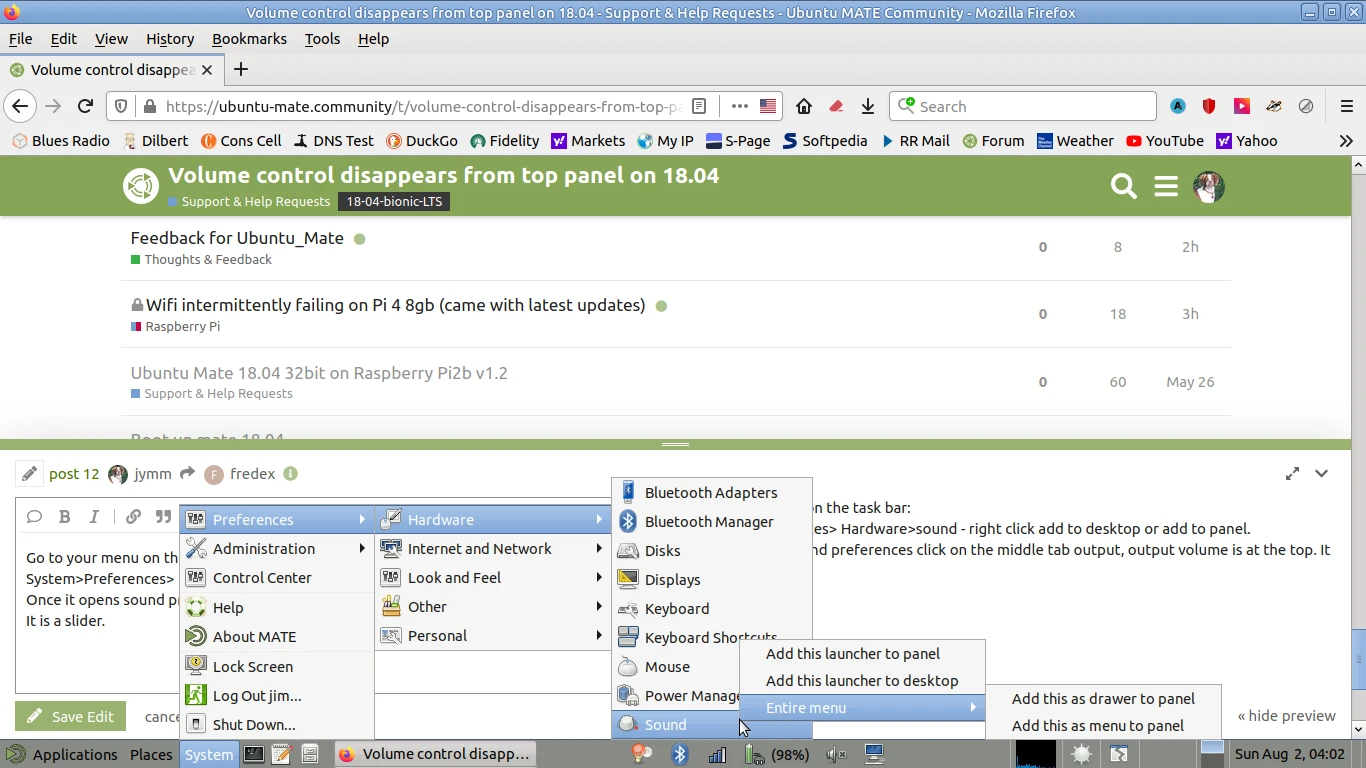 Volume control disappears from top panel on 18.04 - Support & Help Requests - Ubuntu MATE Community - Mozilla Firefox
File Edit View History Bookmarks Tools Help
Volume control disappea
https://ubuntu-mate.community/t/volume-control-disappears-from-top-pa
Search
Blues Radio Dilbert Cons Cell DNS Test DuckGo Fidelity Markets My IP S-Page Softpedia RR Mail Forum Weather YouTube Yahoo
Volume control disappears from top panel on 18.04
Support & Help Requests 18-04-bionic-LTS
Feedback for Ubuntu_Mate 0 8 2h
Thoughts & Feedback
Wifi intermittently failing on Pi 4 8gb (came with latest updates) 0 18 3h
Raspberry Pi
Ubuntu Mate 18.04 32bit on Raspberry Pi2b v1.2 0 60 May 26
Support & Help Requests
Boot up mate 18.04
post 12 jymm F fredex
B I
Go to your menu on th
System>Preferences>
Once it opens sound pr
It is a slider.
on the task bar:
es> Hardware>sound - right click add to desktop or add to panel.
nd preferences click on the middle tab output, output volume is at the top. It
Save Edit cance
« hide preview
Preferences
Administration
Control Center
Help
About MATE
Lock Screen
Log Out jim...
Shut Down...
Hardware
Internet and Network
Look and Feel
Other
Personal
Bluetooth Adapters
Bluetooth Manager
Disks
Displays
Keyboard
Keyboard Shortcuts
Mouse
Power Manage
Sound
Add this launcher to panel
Add this launcher to desktop
Entire menu
Add this as drawer to panel
Add this as menu to panel
Applications Places System Volume control disapp... (98%) Sun Aug 2, 04:02